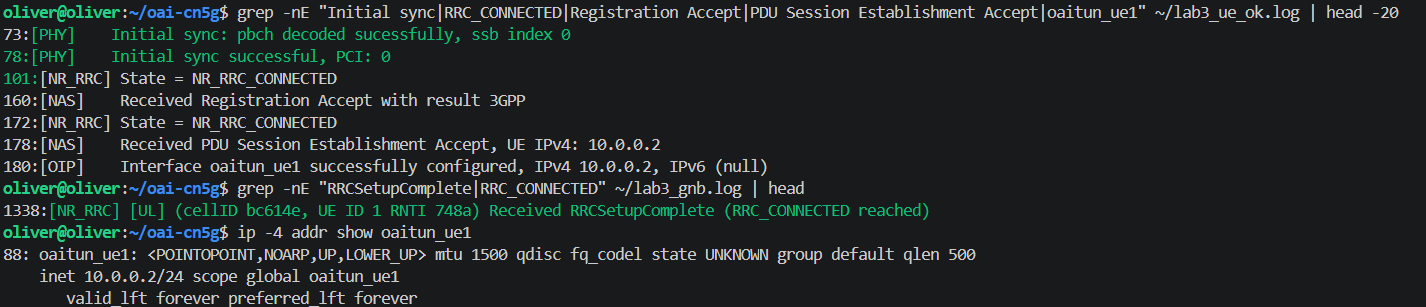 oliver@oliver:~/oai-cn5g$ grep -nE "Initial sync|RRC_CONNECTED|Registration Accept|PDU Session Establishment Accept|oaitun_ue1" ~/lab3_ue_ok.log | head -20
73:[PHY]    Initial sync: pbch decoded sucessfully, ssb index 0
78:[PHY]    Initial sync successful, PCI: 0
101:[NR_RRC] State = NR_RRC_CONNECTED
160:[NAS]    Received Registration Accept with result 3GPP
172:[NR_RRC] State = NR_RRC_CONNECTED
178:[NAS]    Received PDU Session Establishment Accept, UE IPv4: 10.0.0.2
180:[OIP]    Interface oaitun_ue1 successfully configured, IPv4 10.0.0.2, IPv6 (null)
oliver@oliver:~/oai-cn5g$ grep -nE "RRCSetupComplete|RRC_CONNECTED" ~/lab3_gnb.log | head
1338:[NR_RRC] [UL] (cellID bc614e, UE ID 1 RNTI 748a) Received RRCSetupComplete (RRC_CONNECTED reached)
oliver@oliver:~/oai-cn5g$ ip -4 addr show oaitun_ue1
88: oaitun_ue1: <POINTOPOINT,NOARP,UP,LOWER_UP> mtu 1500 qdisc fq_codel state UNKNOWN group default qlen 500
    inet 10.0.0.2/24 scope global oaitun_ue1
       valid_lft forever preferred_lft forever